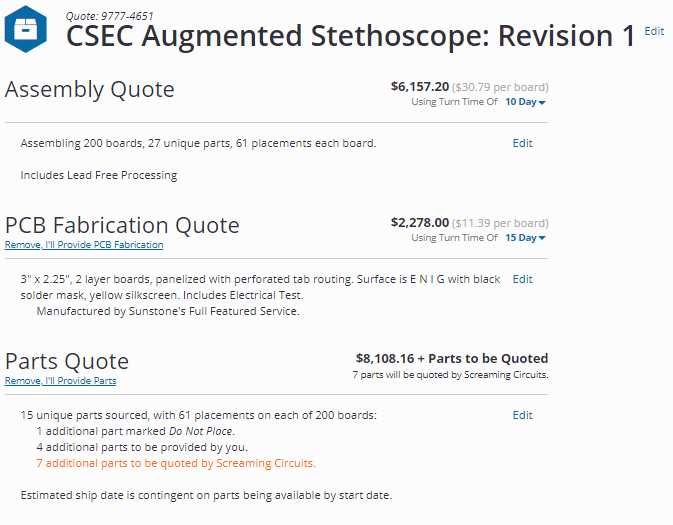 Quote: 9777-4651
CSEC Augmented Stethoscope: Revision 1 Edit
Assembly Quote
$6,157.20 ($30.79 per board)
Using Turn Time Of 10 Day
Assembling 200 boards, 27 unique parts, 61 placements each board. Edit
Includes Lead Free Processing
PCB Fabrication Quote
$2,278.00 ($11.39 per board)
Remove, I'll Provide PCB Fabrication
Using Turn Time Of 15 Day
3" x 2.25", 2 layer boards, panelized with perforated tab routing. Surface is E N I G with black Edit
solder mask, yellow silkscreen. Includes Electrical Test.
Manufactured by Sunstone's Full Featured Service.
Parts Quote
$8,108.16 + Parts to be Quoted
Remove, I'll Provide Parts
7 parts will be quoted by Screaming Circuits.
15 unique parts sourced, with 61 placements on each of 200 boards: Edit
1 additional part marked Do Not Place.
4 additional parts to be provided by you.
7 additional parts to be quoted by Screaming Circuits.
Estimated ship date is contingent on parts being available by start date.